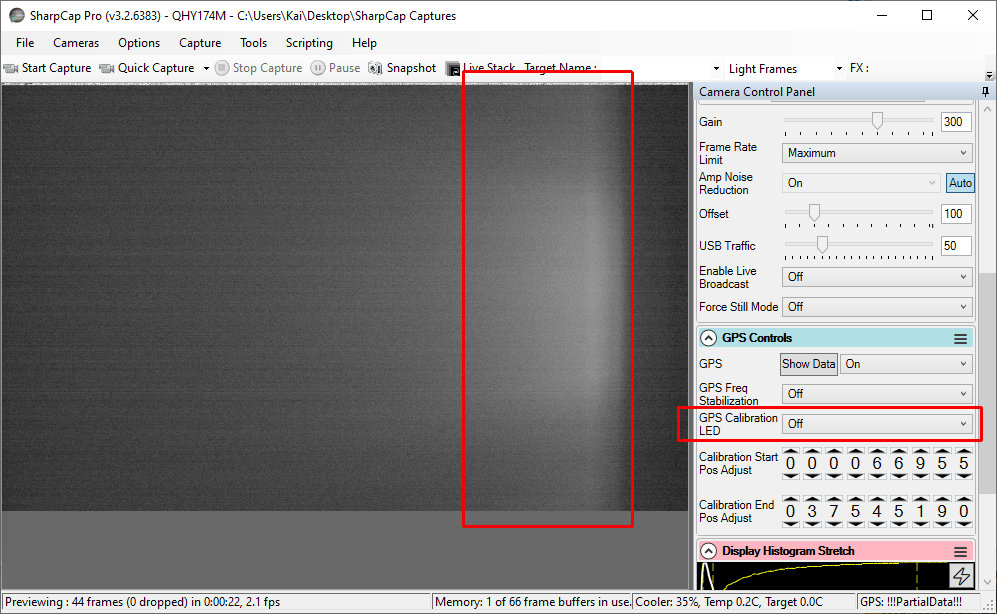 SharpCap Pro (v3.2.6383) - QHY174M - C:\Users\Kai\Desktop\SharpCap Captures
File Cameras Options Capture Tools Scripting Help
Start Capture Quick Capture Stop Capture Pause Snapshot Live Stack Target Name : Light Frames FX :
Camera Control Panel
Gain 300
Frame Rate
Limit Maximum
Amp Noise
Reduction On Auto
Offset 100
USB Traffic 50
Enable Live
Broadcast Off
Force Still Mode Off
GPS Controls
GPS Show Data On
GPS Freq
Stabilization Off
GPS Calibration
LED Off
Calibration Start
Pos Adjust 0 0 0 0 6 6 9 5 5
Calibration End
Pos Adjust 0 3 7 5 4 5 1 9 0
Display Histogram Stretch
Previewing : 44 frames (0 dropped) in 0:00:22, 2.1 fps Memory: 1 of 66 frame buffers in use. Cooler: 35%, Temp 0.2C, Target 0.0C GPS: !!!PartialData!!!